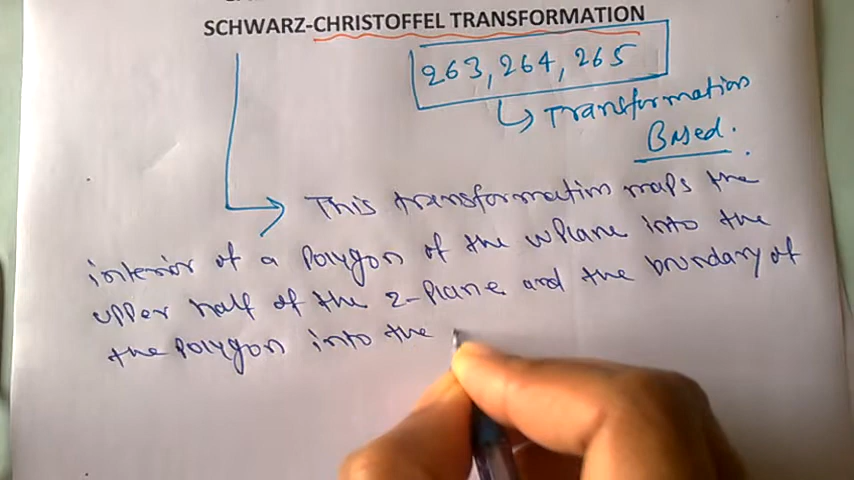 SCHWARZ-CHRISTOFFEL TRANSFORMATION
263, 264, 265
Transformation
Based.
This transformation maps the
interior of a polygon of the w plane into the
upper half of the z-plane and the boundary of
the polygon into the